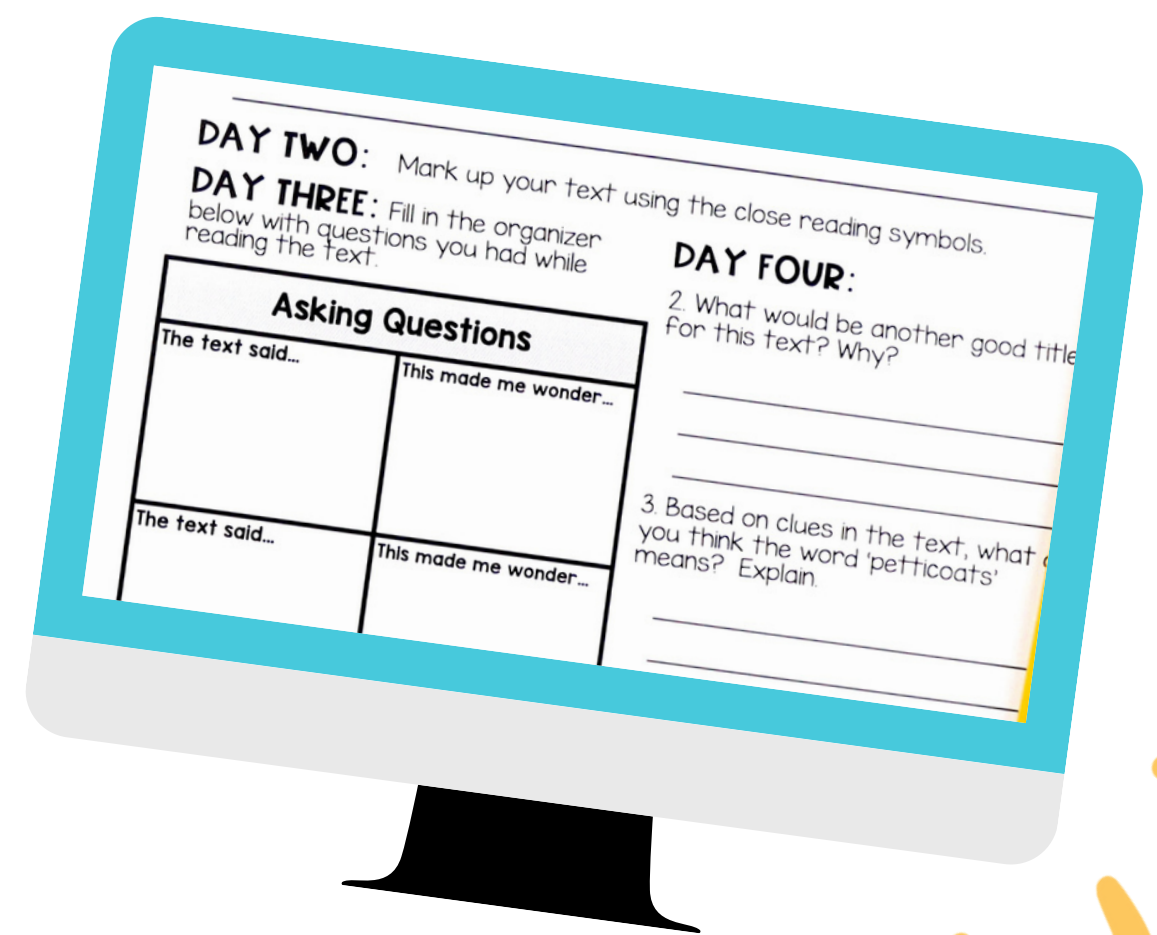 DAY TWO: Mark up your text using the close reading symbols.
DAY THREE: Fill in the organizer
below with questions you had while
reading the text.
Asking Questions
The text said...
This made me wonder...
The text said...
This made me wonder...
DAY FOUR:
2. What would be another good title
for this text? Why?
3. Based on clues in the text, what
you think the word 'petticoats'
means? Explain.